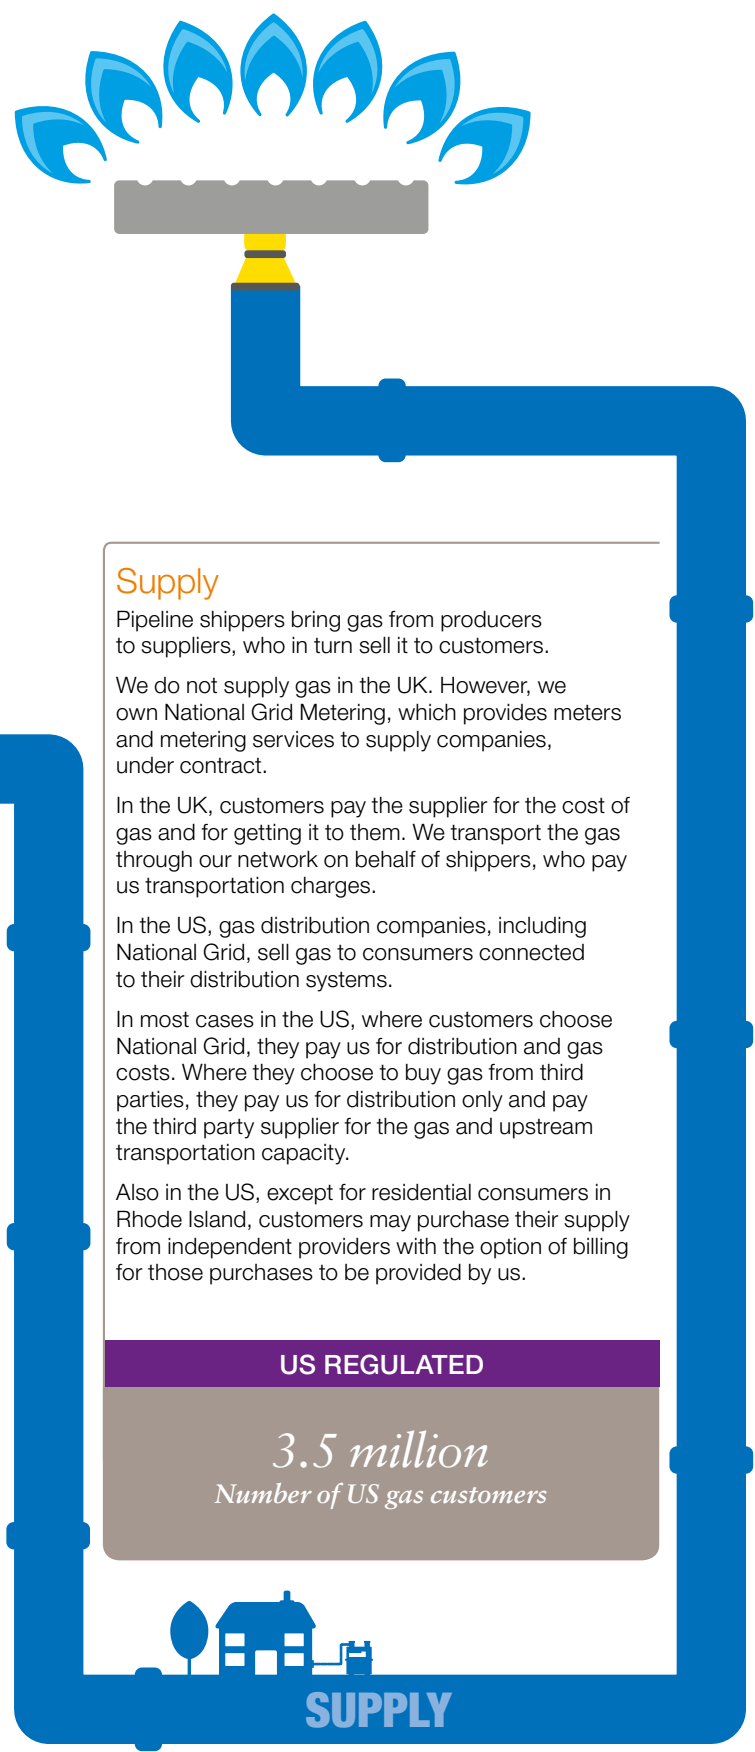 Supply
Pipeline shippers bring gas from producers
to suppliers, who in turn sell it to customers.
We do not supply gas in the UK. However, we
own National Grid Metering, which provides meters
and metering services to supply companies,
under contract.
In the UK, customers pay the supplier for the cost of
gas and for getting it to them. We transport the gas
through our network on behalf of shippers, who pay
us transportation charges.
In the US, gas distribution companies, including
National Grid, sell gas to consumers connected
to their distribution systems.
In most cases in the US, where customers choose
National Grid, they pay us for distribution and gas
costs. Where they choose to buy gas from third
parties, they pay us for distribution only and pay
the third party supplier for the gas and upstream
transportation capacity.
Also in the US, except for residential consumers in
Rhode Island, customers may purchase their supply
from independent providers with the option of billing
for those purchases to be provided by us.
US REGULATED
3.5 million
Number of US gas customers
SUPPLY